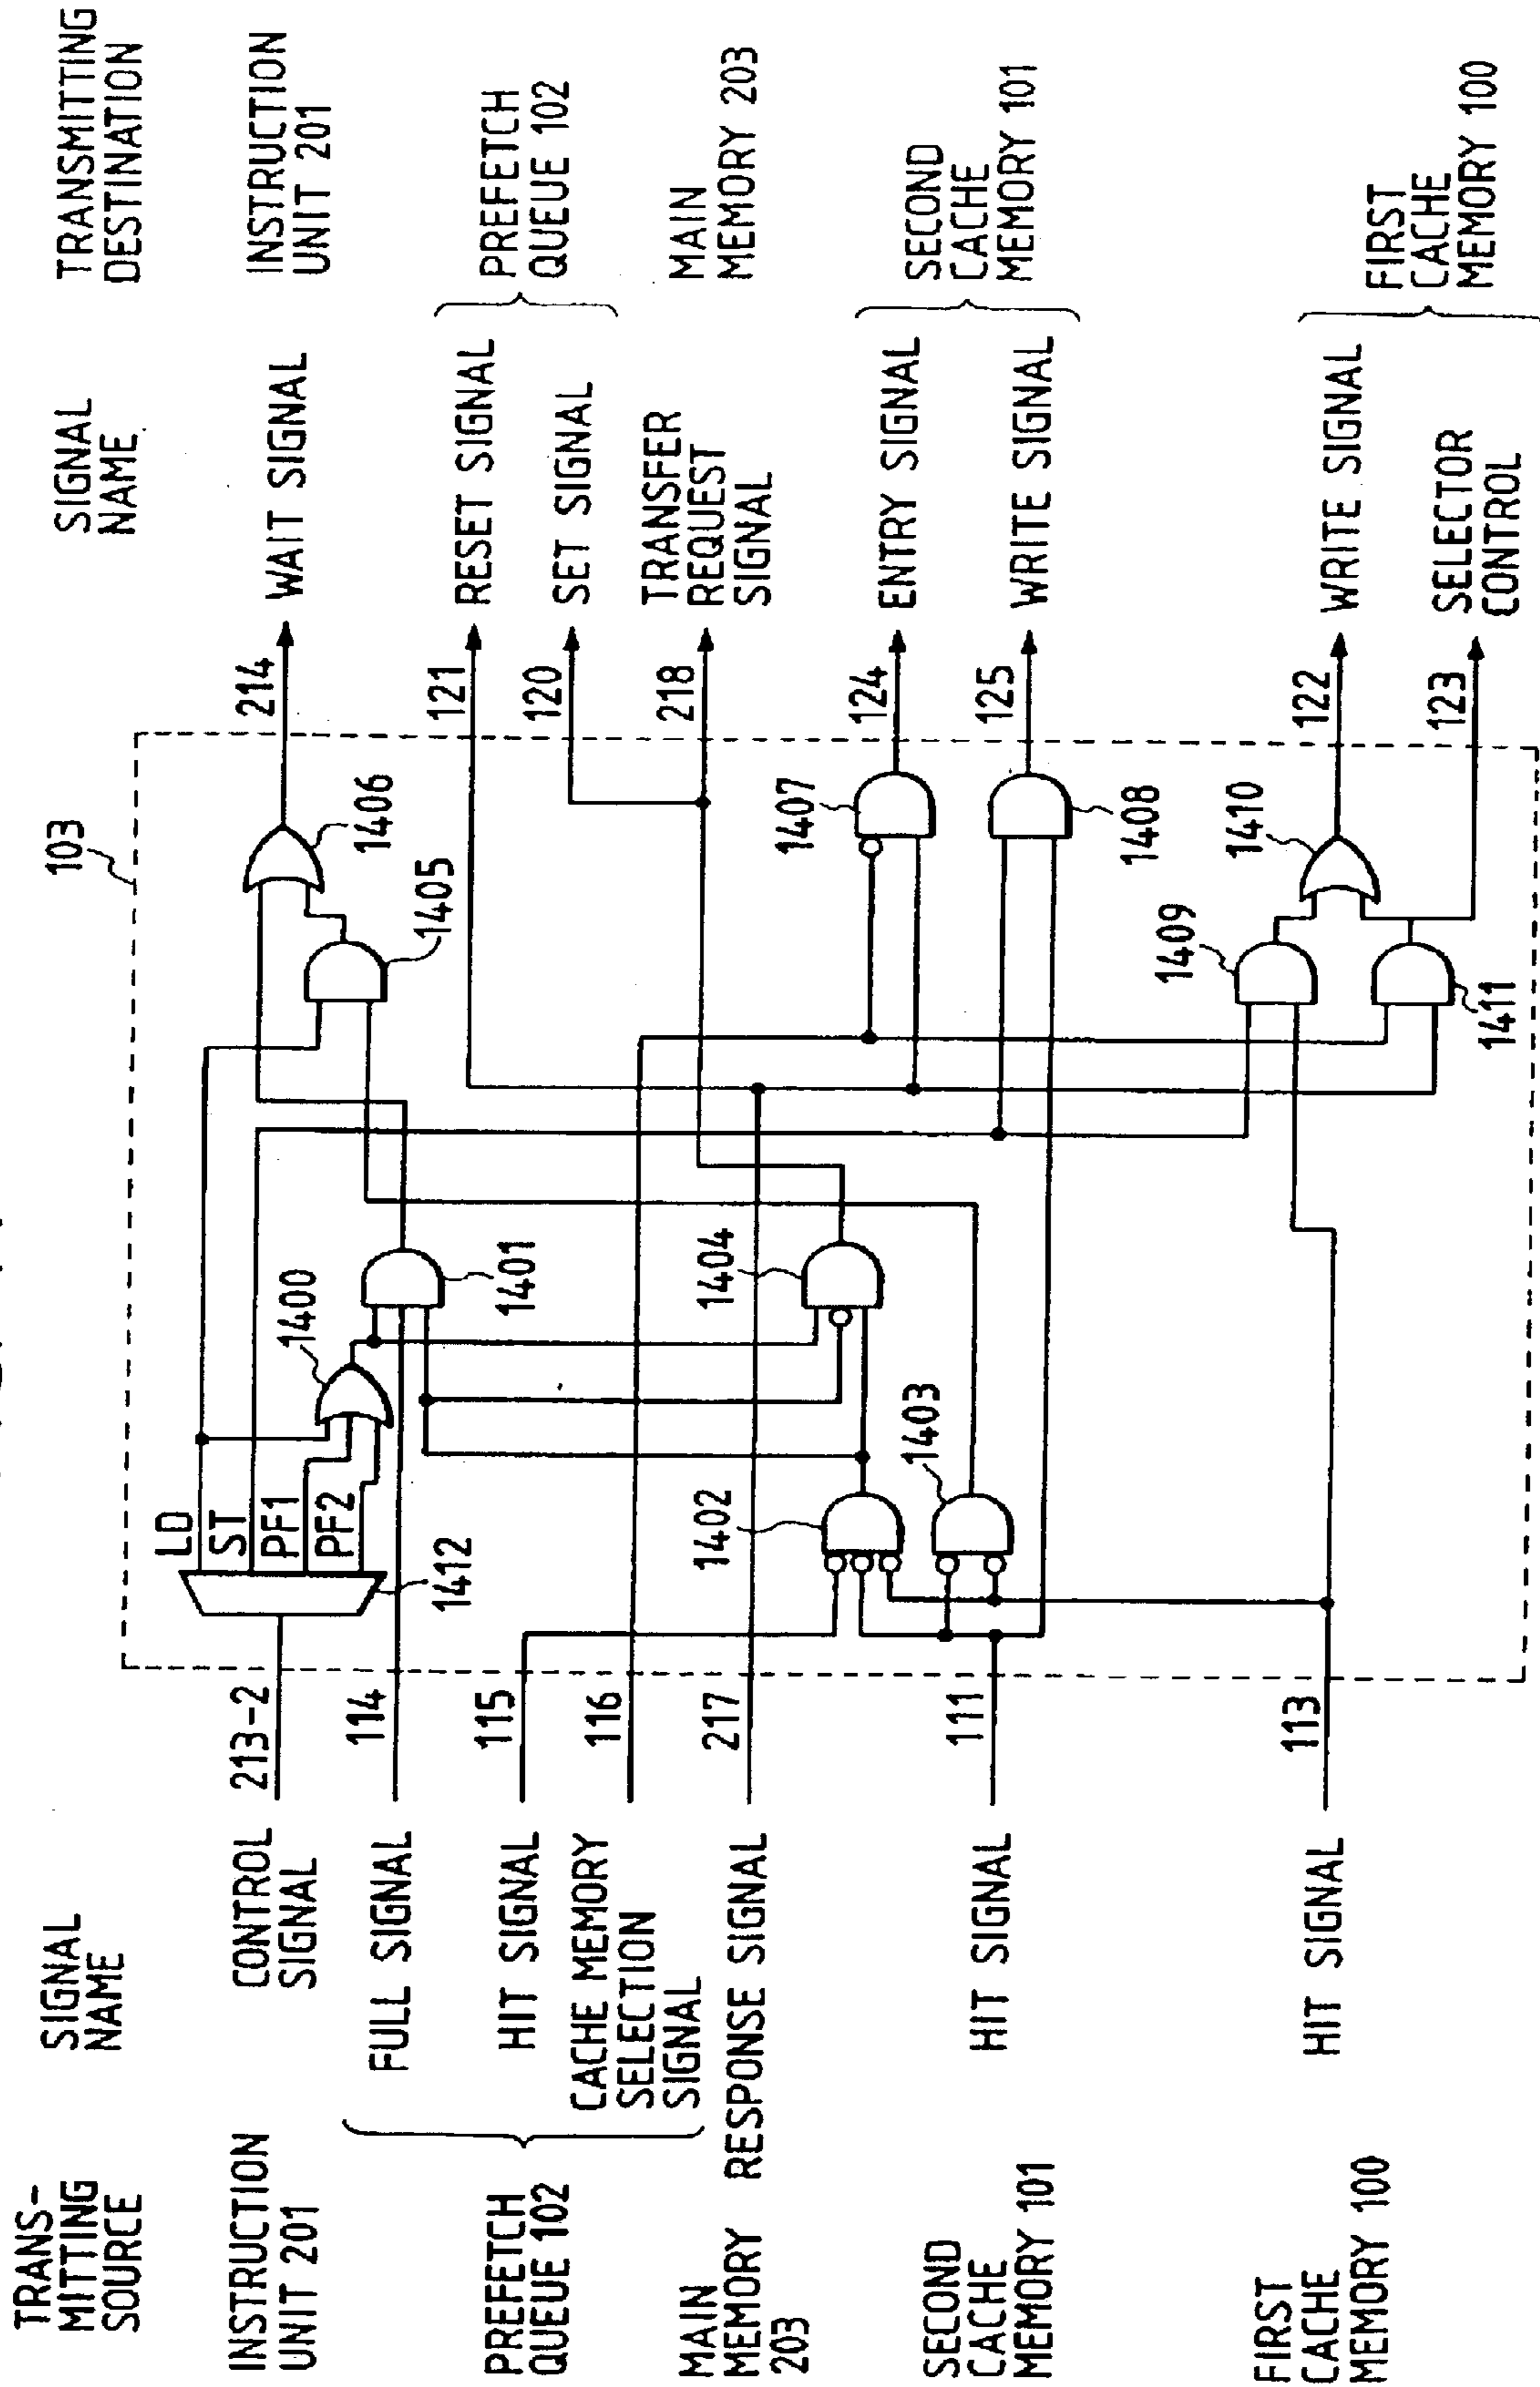 TRANS-
MITTING
SOURCE
SIGNAL
NAME
SIGNAL
NAME
TRANSMITTING
DESTINATION
INSTRUCTION
UNIT 201
CONTROL
SIGNAL
213-2
FULL SIGNAL
114
PREFETCH
QUEUE 102
HIT SIGNAL
115
CACHE MEMORY
SELECTION
SIGNAL
116
MAIN
MEMORY
203
RESPONSE SIGNAL
217
SECOND
CACHE
MEMORY 101
HIT SIGNAL
111
FIRST
CACHE
MEMORY 100
HIT SIGNAL
113
103
LD
ST
PF1
PF2
1412
1400
1401
1402
1403
1404
1405
1406
1407
1408
1409
1410
1411
214
WAIT SIGNAL
INSTRUCTION
UNIT 201
121
RESET SIGNAL
120
SET SIGNAL
PREFETCH
QUEUE 102
218
TRANSFER
REQUEST
SIGNAL
MAIN
MEMORY 203
124
ENTRY SIGNAL
125
WRITE SIGNAL
SECOND
CACHE
MEMORY 101
122
WRITE SIGNAL
123
SELECTOR
CONTROL
FIRST
CACHE
MEMORY 100